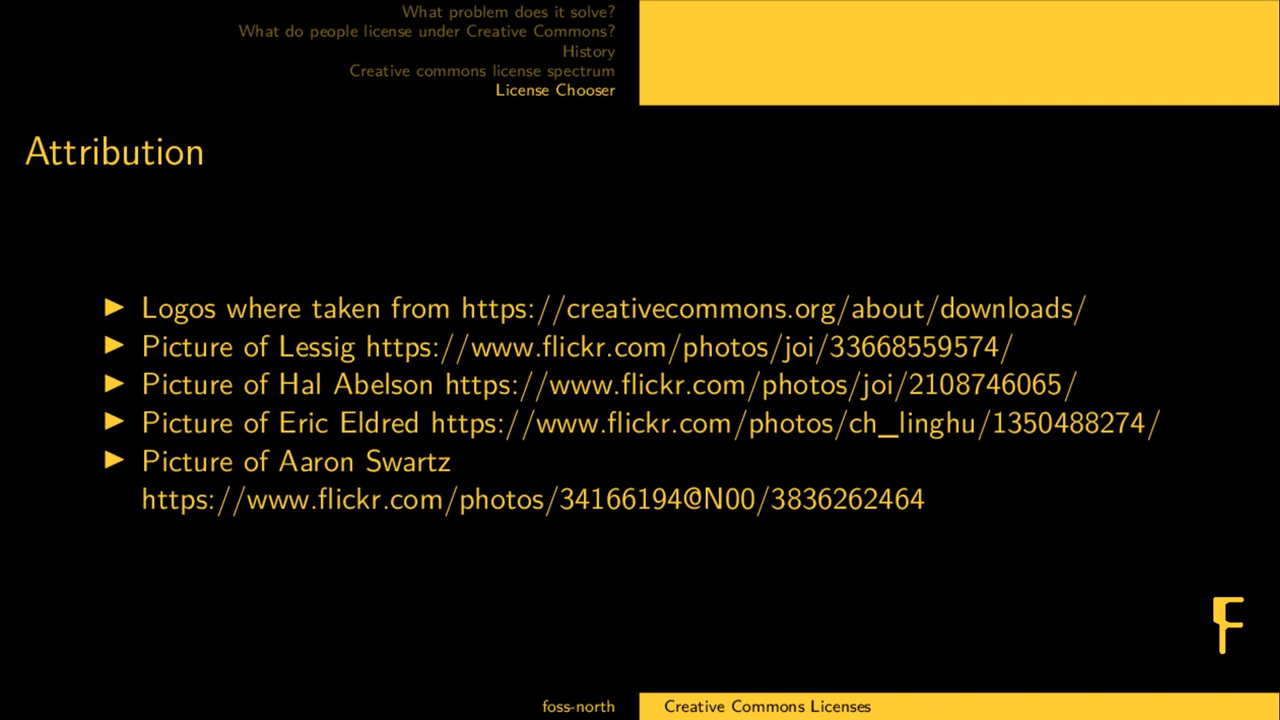 What problem does it solve?
What do people license under Creative Commons?
History
Creative commons license spectrum
License Chooser
Attribution
Logos where taken from https://creativecommons.org/about/downloads/
Picture of Lessig https://www.flickr.com/photos/joi/33668559574/
Picture of Hal Abelson https://www.flickr.com/photos/joi/2108746065/
Picture of Eric Eldred https://www.flickr.com/photos/ch_linghu/1350488274/
Picture of Aaron Swartz
https://www.flickr.com/photos/34166194@N00/3836262464
foss-north
Creative Commons Licenses